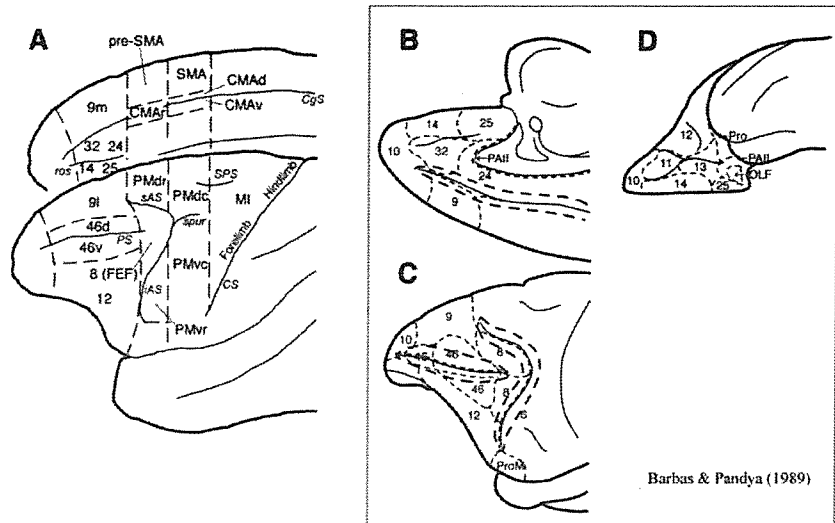 A
pre-SMA
SMA
CMAd
CMAv
CgS
9m
CMAr
32 24
ros 14 25
PMdr
PMdc
SPS
MI
Hindlimb
9l
sAS
spur
46d
PS
46v
Forelimb
8 (FEF)
PMvc
iAS
CS
12
PMvr
B
14
25
10
32
PAll
24
9
C
9
10
46
46
8
46
8
12
6
ProM
D
12
Pro
11
13
PAll
OLF
10
14
25
Barbas & Pandya (1989)